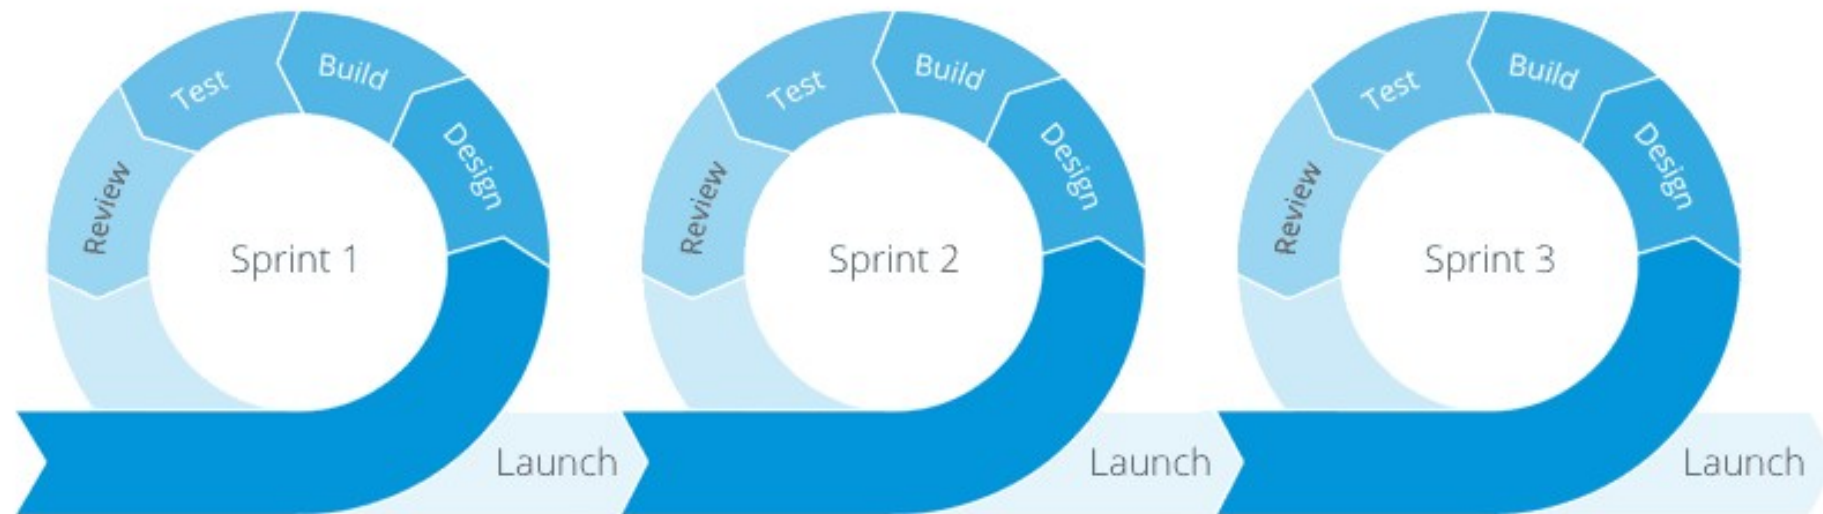 Test
Build
Design
Review
Sprint 1
Launch
Test
Build
Design
Review
Sprint 2
Launch
Test
Build
Design
Review
Sprint 3
Launch